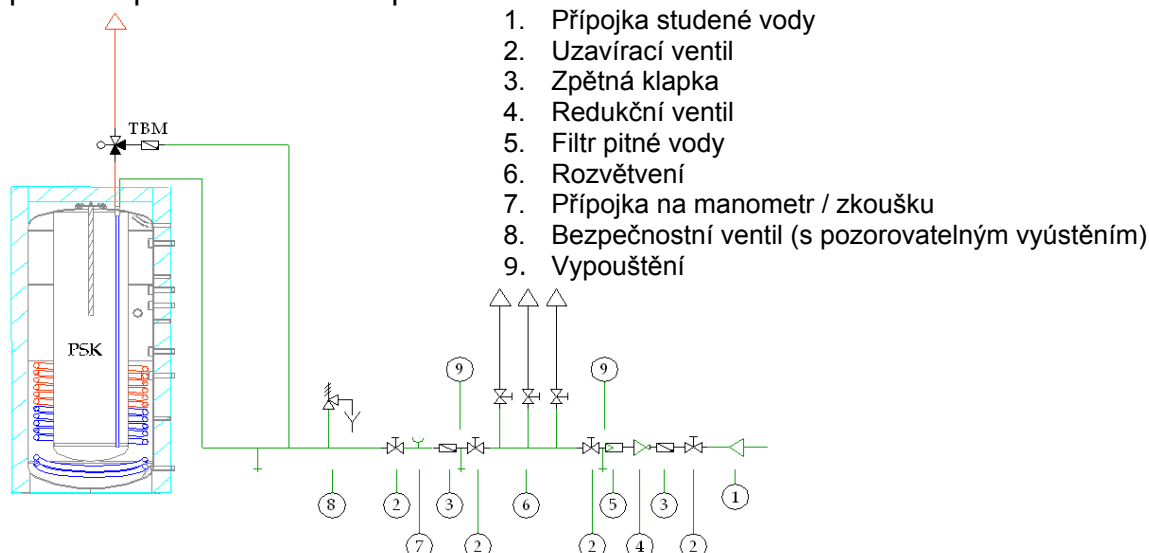 1. Přípojka studené vody
2. Uzavírací ventil
3. Zpětná klapka
4. Redukční ventil
5. Filtr pitné vody
6. Rozvětvení
7. Přípojka na manometr / zkoušku
8. Bezpečnostní ventil (s pozorovatelným vyústěním)
9. Vypouštění
TBM
PSK
9 9
8 2 3 6 5 3 1
7 2 2 4 2